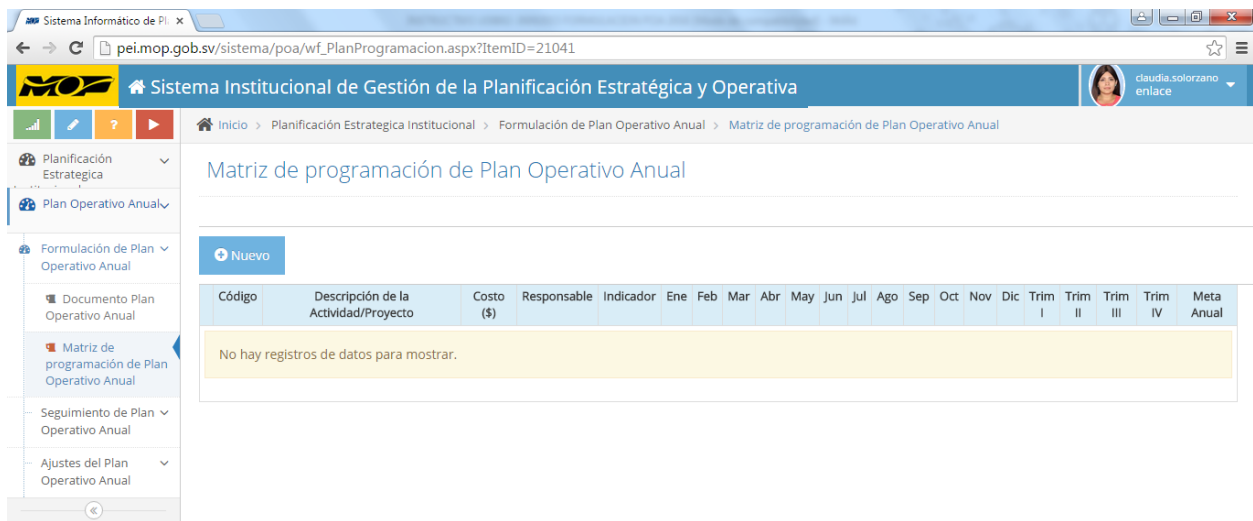 Sistema Informático de Pl
pei.mop.gob.sv/sistema/poa/wf_PlanProgramacion.aspx?ItemID=21041
MOP
Sistema Institucional de Gestión de la Planificación Estratégica y Operativa
claudia.solorzano
enlace
?
Inicio > Planificación Estrategica Institucional > Formulación de Plan Operativo Anual > Matriz de programación de Plan Operativo Anual
Planificación
Estrategica
Plan Operativo Anual
Formulación de Plan
Operativo Anual
Documento Plan
Operativo Anual
Matriz de
programación de Plan
Operativo Anual
Seguimiento de Plan
Operativo Anual
Ajustes del Plan
Operativo Anual
Matriz de programación de Plan Operativo Anual
Nuevo
Código Descripción de la Costo Responsable Indicador Ene Feb Mar Abr May Jun Jul Ago Sep Oct Nov Dic Trim Trim Trim Trim Meta
Actividad/Proyecto ($) I II III IV Anual
No hay registros de datos para mostrar.